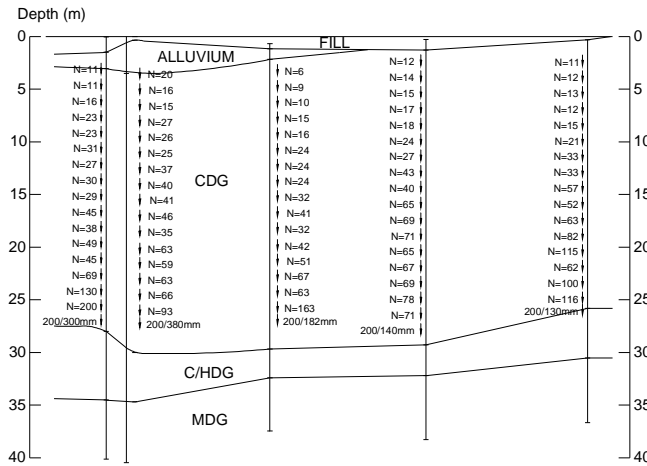 Depth (m)
0
5
10
15
20
25
30
35
40
FILL
ALLUVIUM
CDG
C/HDG
MDG
N=11
N=11
N=16
N=23
N=23
N=31
N=27
N=30
N=29
N=45
N=38
N=49
N=45
N=69
N=130
N=200
200/300mm
N=20
N=16
N=15
N=27
N=26
N=25
N=37
N=40
N=41
N=46
N=35
N=63
N=59
N=63
N=66
N=93
200/380mm
N=6
N=9
N=10
N=15
N=16
N=24
N=24
N=24
N=32
N=41
N=32
N=42
N=51
N=67
N=63
N=163
200/182mm
N=12
N=14
N=15
N=17
N=18
N=24
N=27
N=43
N=40
N=65
N=69
N=71
N=65
N=67
N=69
N=78
N=71
200/140mm
N=11
N=12
N=13
N=12
N=15
N=21
N=33
N=33
N=57
N=52
N=63
N=82
N=115
N=62
N=100
N=116
200/130mm
0
5
10
15
20
25
30
35
40